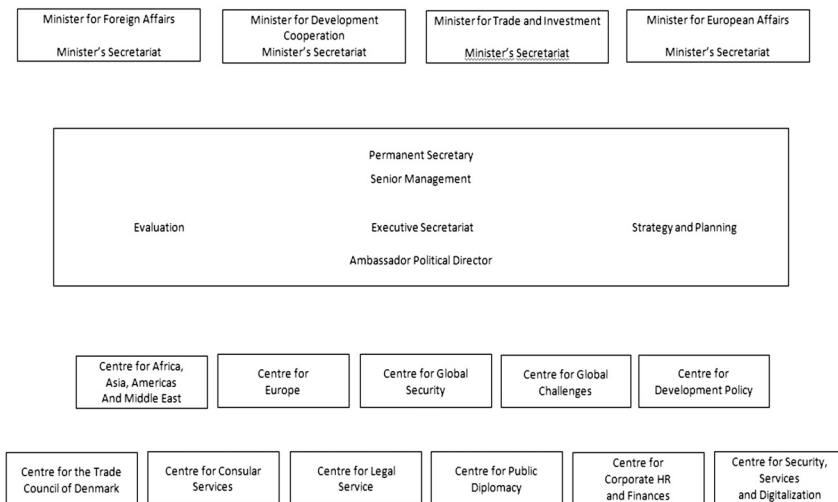 Minister for Foreign Affairs
Minister's Secretariat
Minister for Development
Cooperation
Minister's Secretariat
Minister for Trade and Investment
Minister's Secretariat
Minister for European Affairs
Minister's Secretariat
Permanent Secretary
Senior Management
Evaluation
Executive Secretariat
Strategy and Planning
Ambassador Political Director
Centre for Africa,
Asia, Americas
And Middle East
Centre for
Europe
Centre for Global
Security
Centre for Global
Challenges
Centre for
Development Policy
Centre for the Trade
Council of Denmark
Centre for Consular
Services
Centre for Legal
Service
Centre for Public
Diplomacy
Centre for
Corporate HR
and Finances
Centre for Security,
Services
and Digitalization